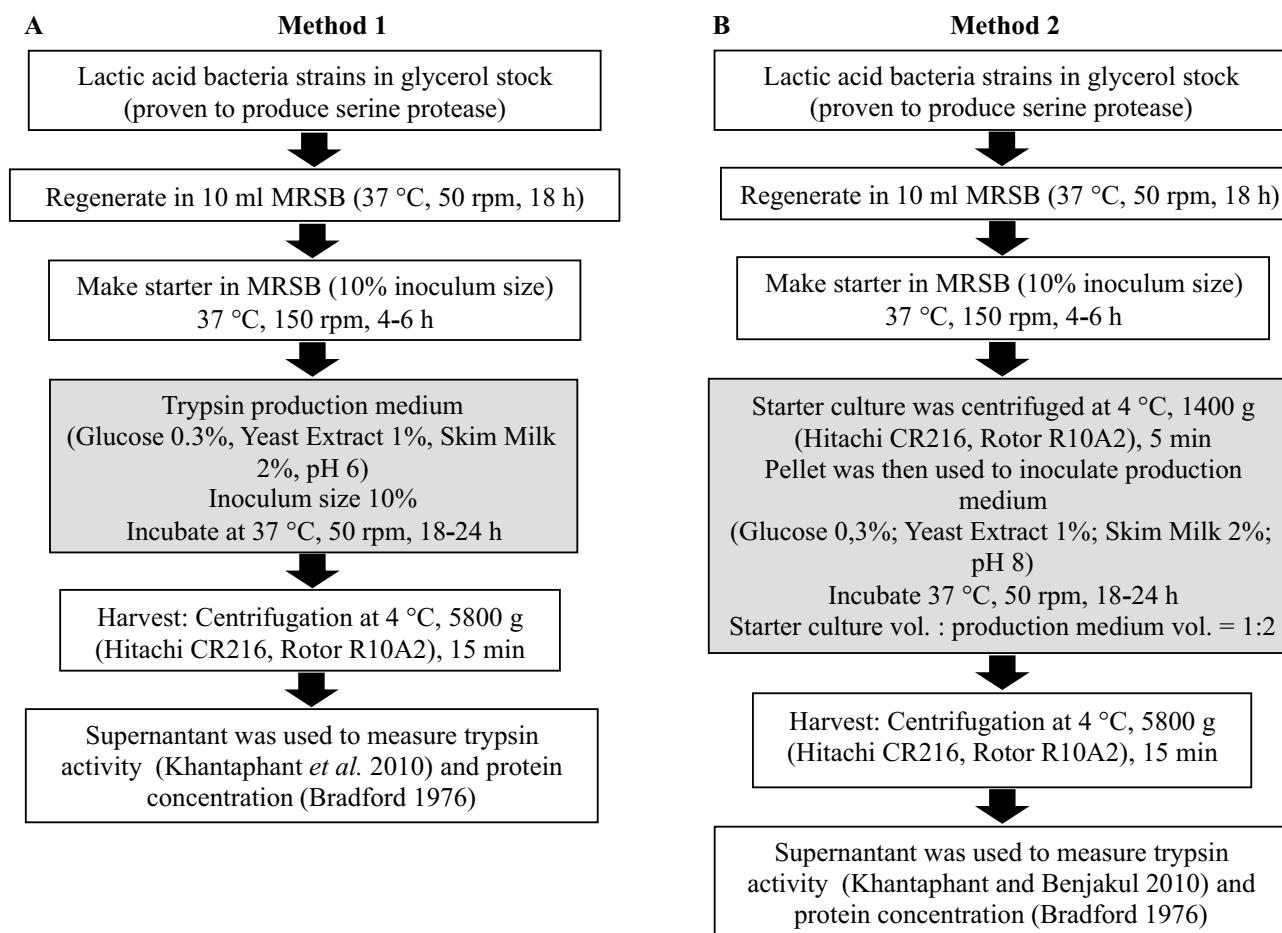 A
Method 1
Lactic acid bacteria strains in glycerol stock
(proven to produce serine protease)
Regenerate in 10 ml MRSB (37 °C, 50 rpm, 18 h)
Make starter in MRSB (10% inoculum size)
37 °C, 150 rpm, 4-6 h
Trypsin production medium
(Glucose 0.3%, Yeast Extract 1%, Skim Milk
2%, pH 6)
Inoculum size 10%
Incubate at 37 °C, 50 rpm, 18-24 h
Harvest: Centrifugation at 4 °C, 5800 g
(Hitachi CR216, Rotor R10A2), 15 min
Supernantant was used to measure trypsin
activity (Khantaphant et al. 2010) and protein
concentration (Bradford 1976)
B
Method 2
Lactic acid bacteria strains in glycerol stock
(proven to produce serine protease)
Regenerate in 10 ml MRSB (37 °C, 50 rpm, 18 h)
Make starter in MRSB (10% inoculum size)
37 °C, 150 rpm, 4-6 h
Starter culture was centrifuged at 4 °C, 1400 g
(Hitachi CR216, Rotor R10A2), 5 min
Pellet was then used to inoculate production
medium
(Glucose 0,3%; Yeast Extract 1%; Skim Milk 2%;
pH 8)
Incubate 37 °C, 50 rpm, 18-24 h
Starter culture vol. : production medium vol. = 1:2
Harvest: Centrifugation at 4 °C, 5800 g
(Hitachi CR216, Rotor R10A2), 15 min
Supernantant was used to measure trypsin
activity (Khantaphant and Benjakul 2010) and
protein concentration (Bradford 1976)